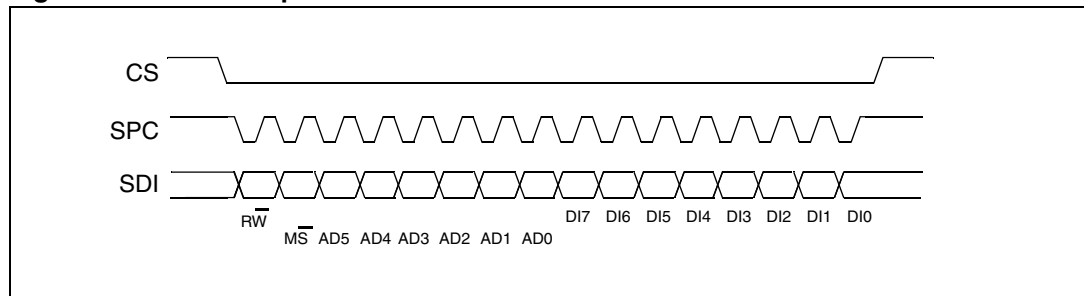 CS
SPC
SDI
RW̅ DI7 DI6 DI5 DI4 DI3 DI2 DI1 DI0
MS̅ AD5 AD4 AD3 AD2 AD1 AD0